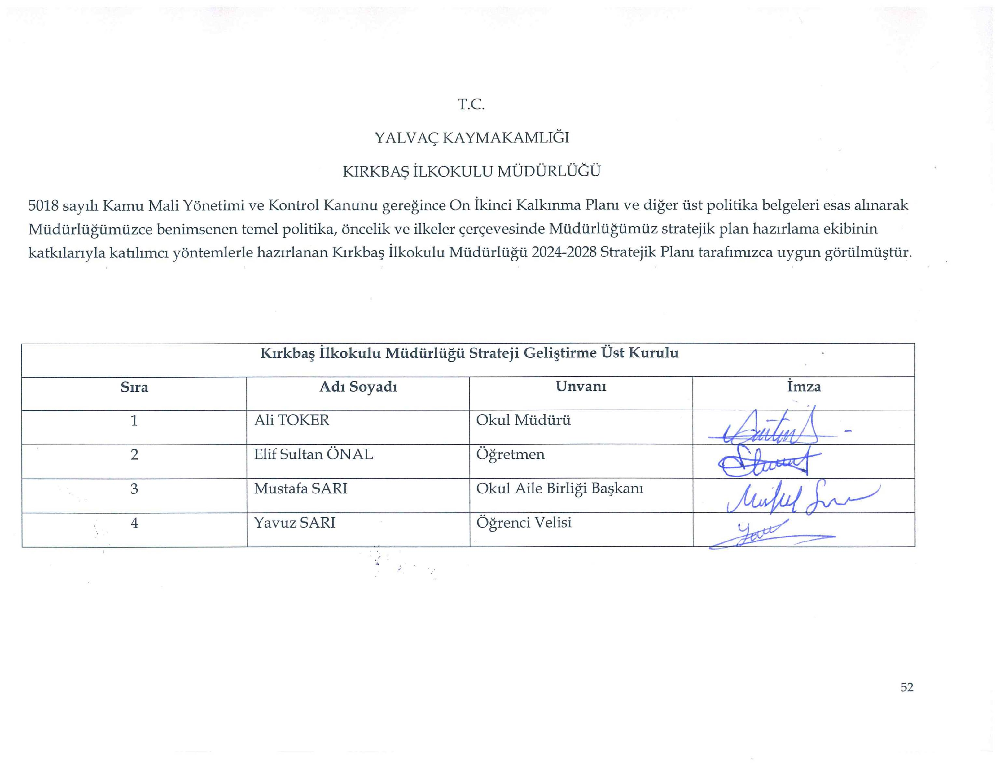 T.C.
YALVAÇ KAYMAKAMLIĞI
KIRKBAŞ İLKOKULU MÜDÜRLÜĞÜ
5018 sayılı Kamu Mali Yönetimi ve Kontrol Kanunu gereğince On İkinci Kalkınma Planı ve diğer üst politika belgeleri esas alınarak
Müdürlüğümüzce benimsenen temel politika, öncelik ve ilkeler çerçevesinde Müdürlüğümüz stratejik plan hazırlama ekibinin
katkılarıyla katılımcı yöntemlerle hazırlanan Kırkbaş İlkokulu Müdürlüğü 2024-2028 Stratejik Planı tarafımızca uygun görülmüştür.
Kırkbaş İlkokulu Müdürlüğü Strateji Geliştirme Üst Kurulu
Sıra Adı Soyadı Unvanı İmza
1 Ali TOKER Okul Müdürü
2 Elif Sultan ÖNAL Öğretmen
3 Mustafa SARI Okul Aile Birliği Başkanı
4 Yavuz SARI Öğrenci Velisi
52